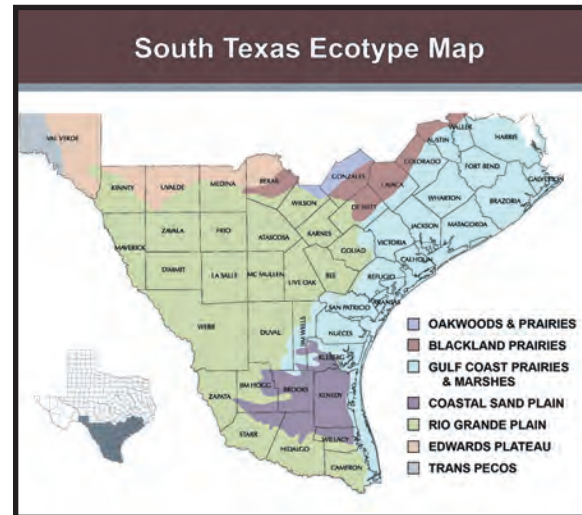 South Texas Ecotype Map
VAL VERDE
KINNEY
UVALDE
MEDINA
BEXAR
GONZALES
LAVACA
COLORADO
AUSTIN
WALLER
HARRIS
FORT BEND
GALVESTON
BRAZORIA
WHARTON
MATAGORDA
JACKSON
DE WITT
WILSON
KARNES
GOLIAD
VICTORIA
CALHOUN
MAVERICK
ZAVALA
FRIO
ATASCOSA
DIMMIT
LA SALLE
MC MULLEN
LIVE OAK
BEE
REFUGIO
ARANSAS
SAN PATRICIO
NUECES
WEBB
DUVAL
JIM WELLS
KLEBERG
ZAPATA
JIM HOGG
BROOKS
KENEDY
STARR
HIDALGO
WILLACY
CAMERON
OAKWOODS & PRAIRIES
BLACKLAND PRAIRIES
GULF COAST PRAIRIES
& MARSHES
COASTAL SAND PLAIN
RIO GRANDE PLAIN
EDWARDS PLATEAU
TRANS PECOS